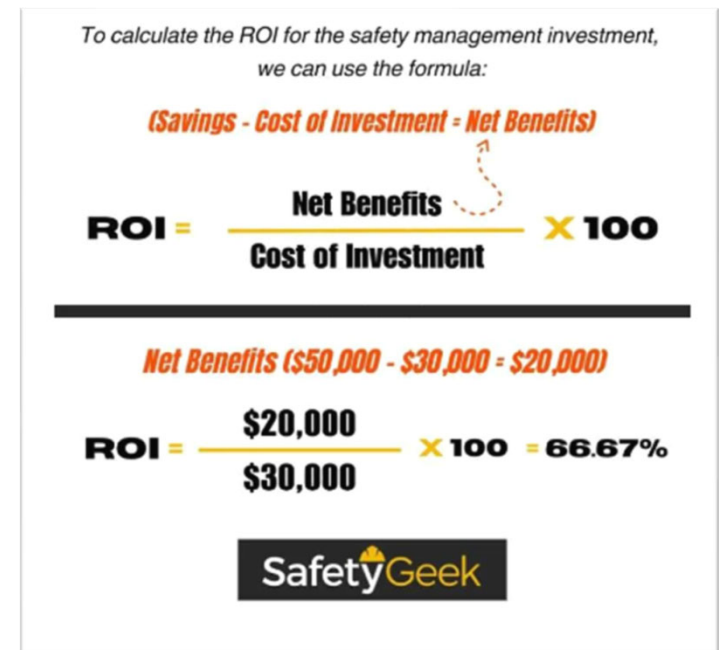 To calculate the ROI for the safety management investment,
we can use the formula:
(Savings - Cost of Investment = Net Benefits)
Net Benefits
ROI = X 100
Cost of Investment
Net Benefits ($50,000 - $30,000 = $20,000)
$20,000
ROI = X 100 = 66.67%
$30,000
SafetyGeek